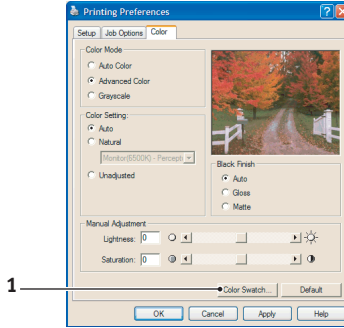 Printing Preferences
Setup Job Options Color
Color Mode
Auto Color
Advanced Color
Grayscale
Color Setting:
Auto
Natural
Monitor(6500K) - Percepti
Unadjusted
Black Finish
Auto
Gloss
Matte
Manual Adjustment
Lightness: 0
Saturation: 0
1
Color Swatch... Default
OK Cancel Apply Help